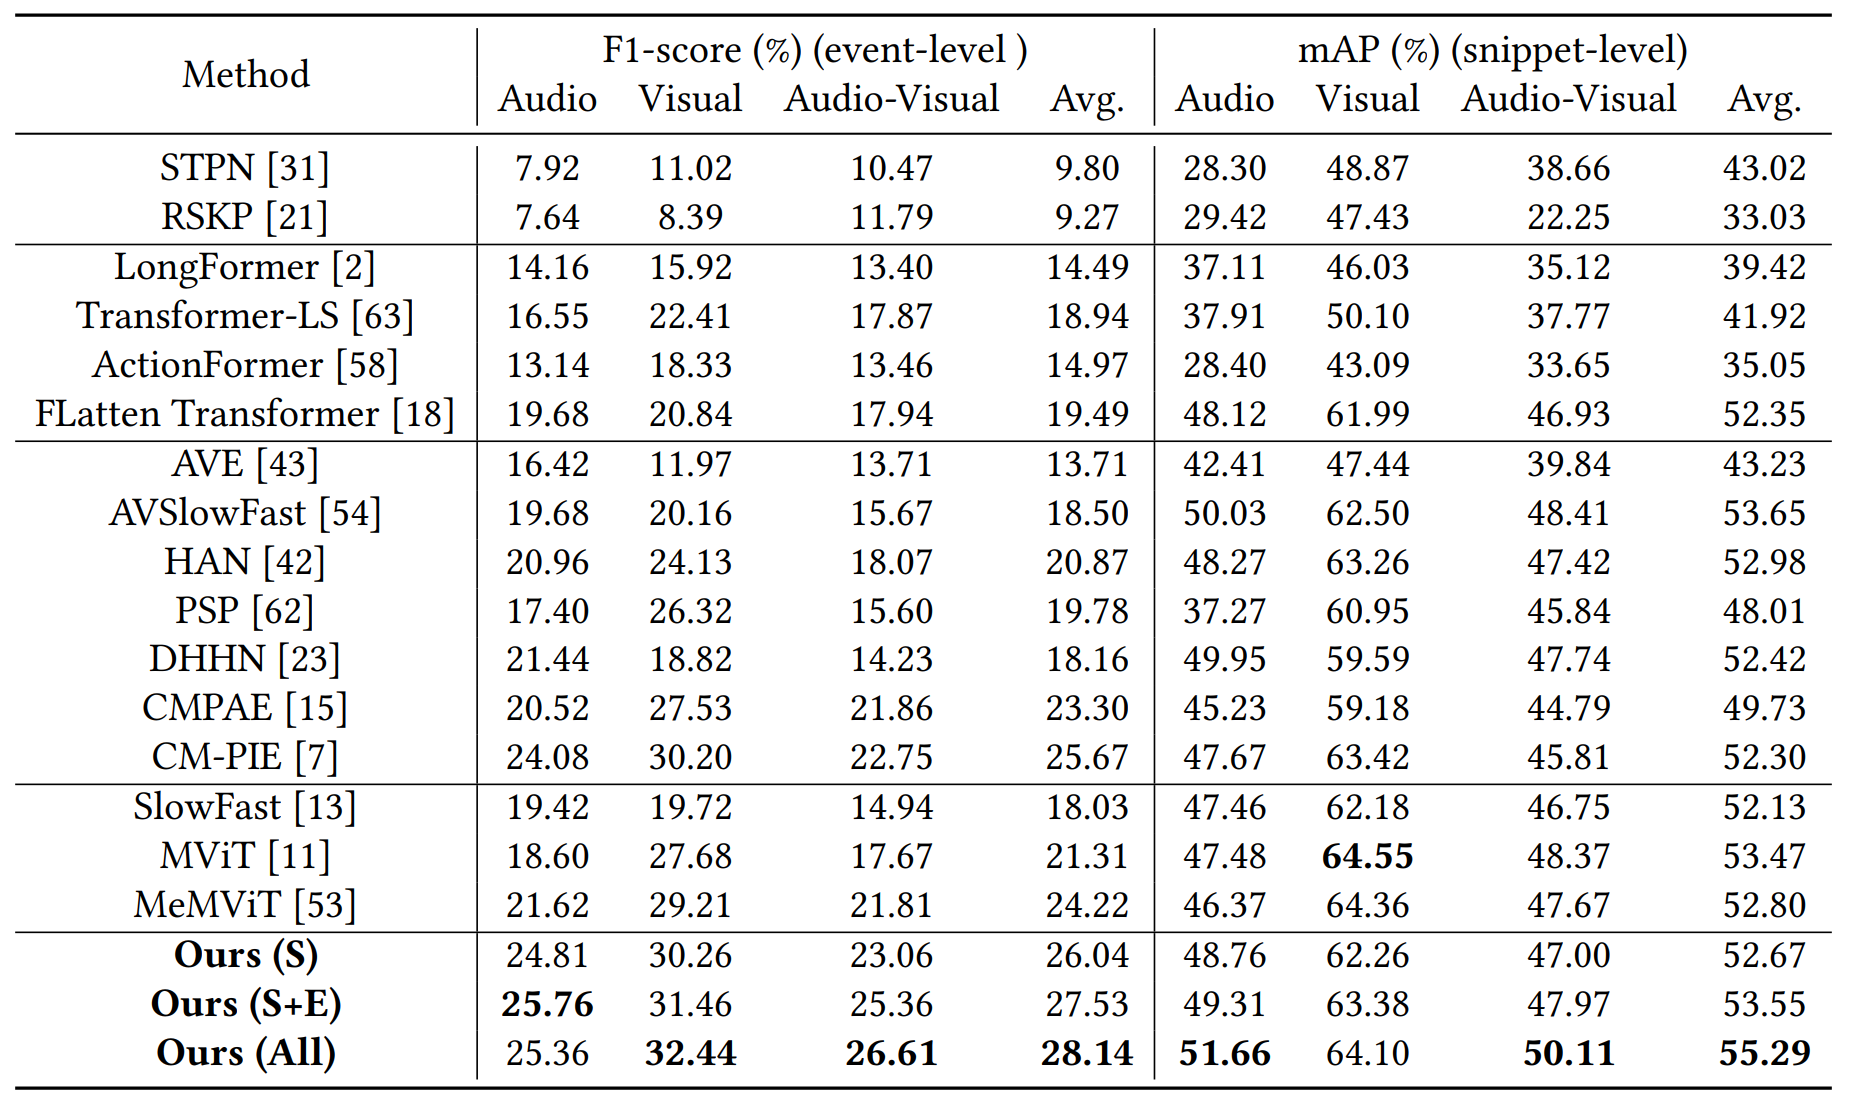 Method F1-score (%) (event-level ) mAP (%) (snippet-level)
Audio Visual Audio-Visual Avg. Audio Visual Audio-Visual Avg.
STPN [31] 7.92 11.02 10.47 9.80 28.30 48.87 38.66 43.02
RSKP [21] 7.64 8.39 11.79 9.27 29.42 47.43 22.25 33.03
LongFormer [2] 14.16 15.92 13.40 14.49 37.11 46.03 35.12 39.42
Transformer-LS [63] 16.55 22.41 17.87 18.94 37.91 50.10 37.77 41.92
ActionFormer [58] 13.14 18.33 13.46 14.97 28.40 43.09 33.65 35.05
FLatten Transformer [18] 19.68 20.84 17.94 19.49 48.12 61.99 46.93 52.35
AVE [43] 16.42 11.97 13.71 13.71 42.41 47.44 39.84 43.23
AVSlowFast [54] 19.68 20.16 15.67 18.50 50.03 62.50 48.41 53.65
HAN [42] 20.96 24.13 18.07 20.87 48.27 63.26 47.42 52.98
PSP [62] 17.40 26.32 15.60 19.78 37.27 60.95 45.84 48.01
DHHN [23] 21.44 18.82 14.23 18.16 49.95 59.59 47.74 52.42
CMPAE [15] 20.52 27.53 21.86 23.30 45.23 59.18 44.79 49.73
CM-PIE [7] 24.08 30.20 22.75 25.67 47.67 63.42 45.81 52.30
SlowFast [13] 19.42 19.72 14.94 18.03 47.46 62.18 46.75 52.13
MViT [11] 18.60 27.68 17.67 21.31 47.48 64.55 48.37 53.47
MeMViT [53] 21.62 29.21 21.81 24.22 46.37 64.36 47.67 52.80
Ours (S) 24.81 30.26 23.06 26.04 48.76 62.26 47.00 52.67
Ours (S+E) 25.76 31.46 25.36 27.53 49.31 63.38 47.97 53.55
Ours (All) 25.36 32.44 26.61 28.14 51.66 64.10 50.11 55.29